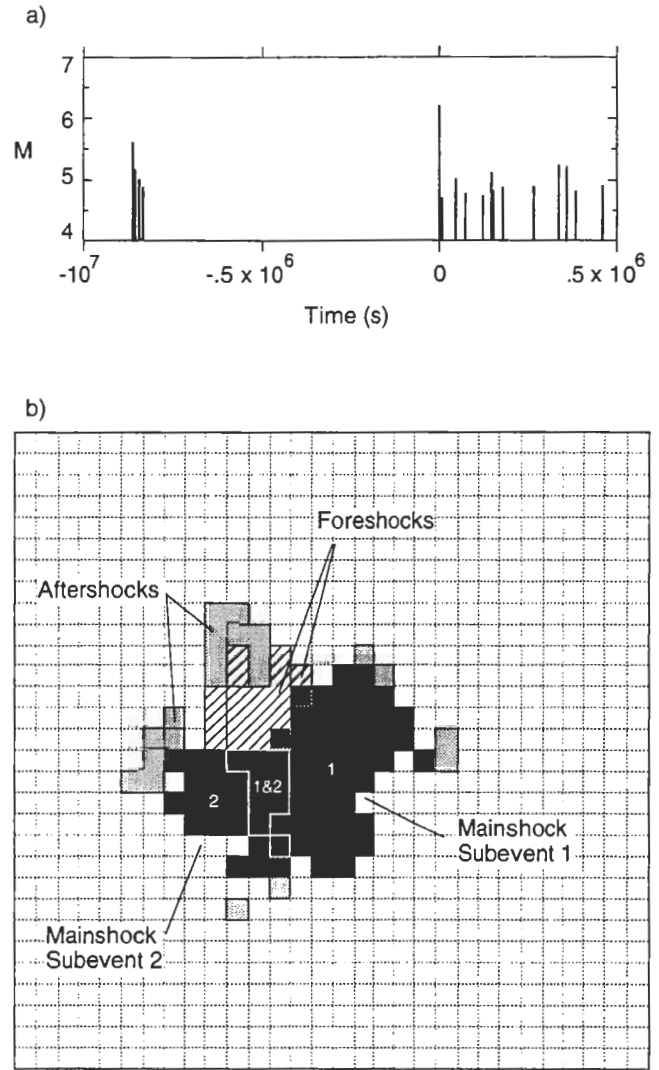 a)
7
6
M
5
4
-10⁷
-.5 x 10⁶
0
.5 x 10⁶
Time (s)
b)
Foreshocks
Aftershocks
1
2
1&2
Mainshock
Subevent 1
Mainshock
Subevent 2